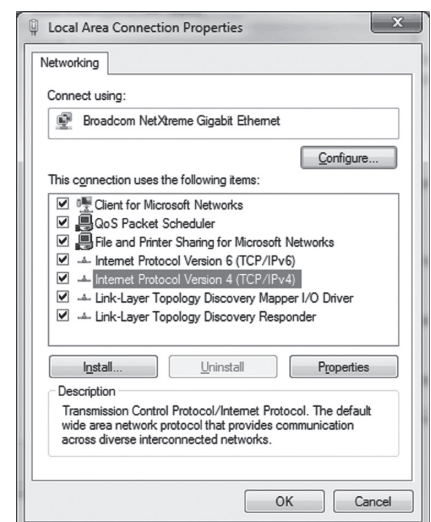 Local Area Connection Properties
X
Networking
Connect using:
Broadcom NetXtreme Gigabit Ethernet
Configure...
This connection uses the following items:
Client for Microsoft Networks
QoS Packet Scheduler
File and Printer Sharing for Microsoft Networks
Internet Protocol Version 6 (TCP/IPv6)
Internet Protocol Version 4 (TCP/IPv4)
Link-Layer Topology Discovery Mapper I/O Driver
Link-Layer Topology Discovery Responder
Install... Uninstall Properties
Description
Transmission Control Protocol/Internet Protocol. The default
wide area network protocol that provides communication
across diverse interconnected networks.
OK Cancel